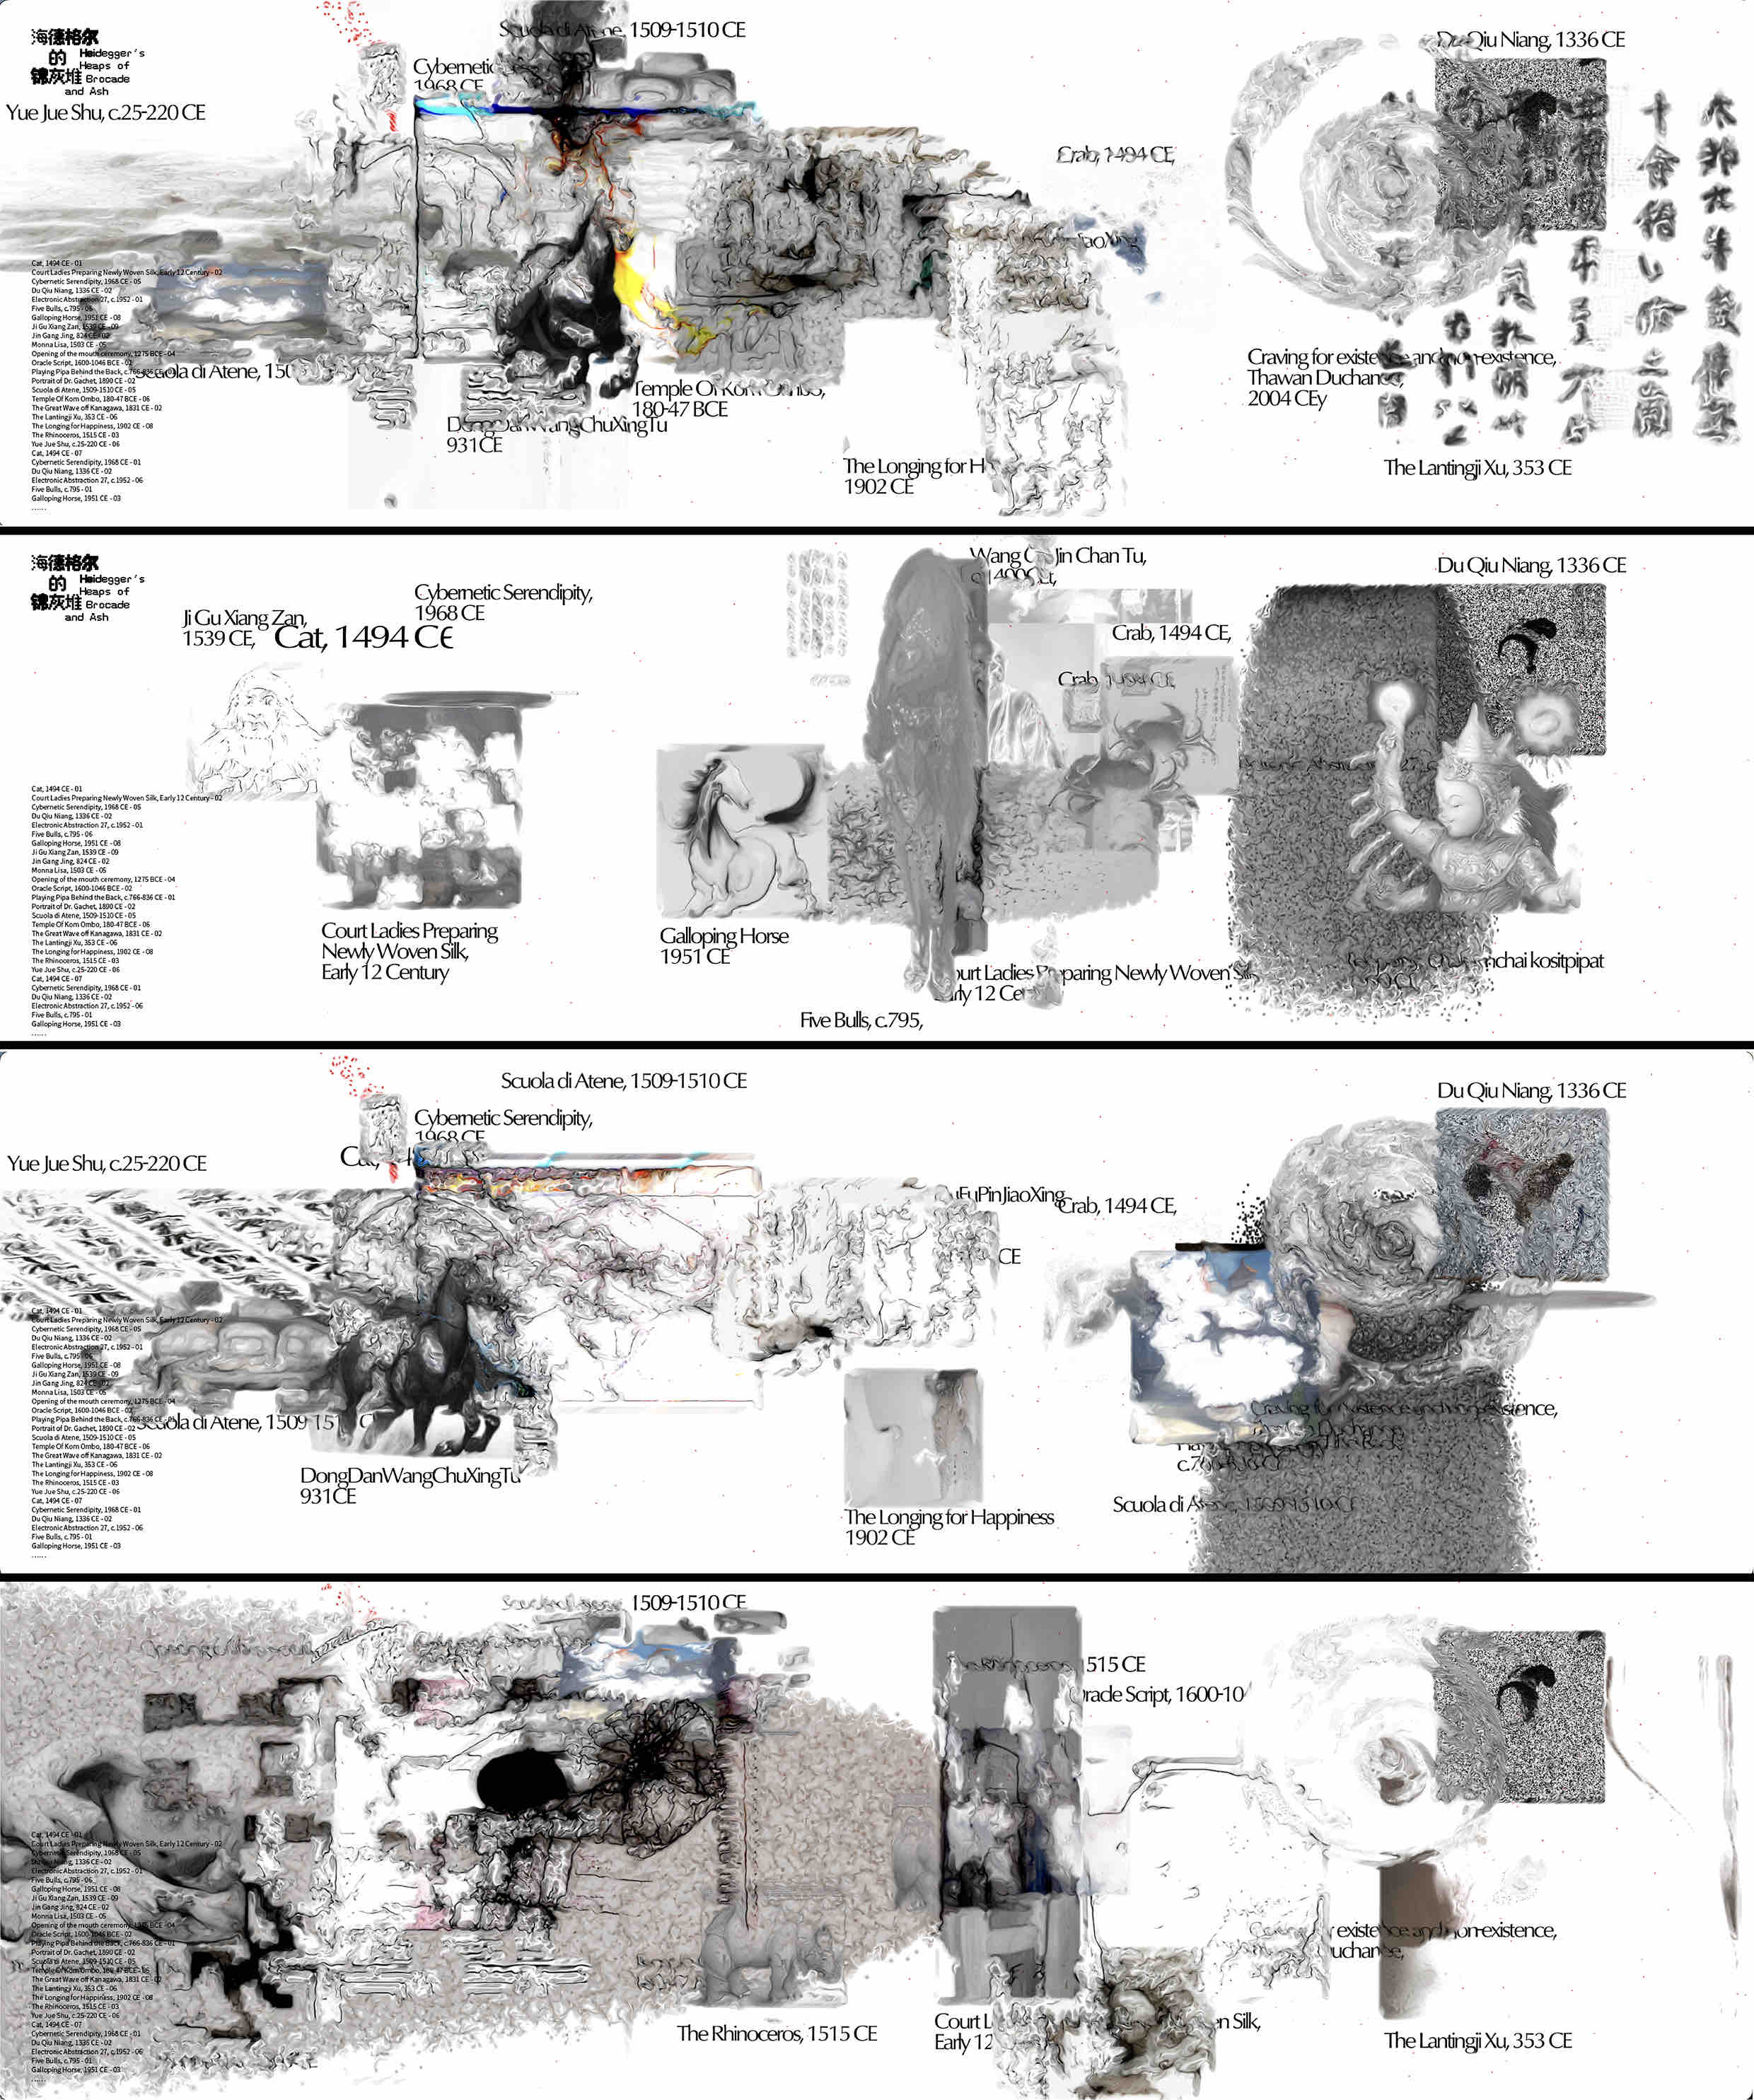 海德格尔
的
锦灰堆
Heidegger's
Heaps of
Brocade
and Ash
Yue Jue Shu, c.25-220 CE
Scuola di Atene, 1509-1510 CE
Cybernetic
1968 CE
Crab, 1494 CE,
Du Qiu Niang, 1336 CE
Cat, 1494 CE - 01
Court Ladies Preparing Newly Woven Silk, Early 12 Century - 02
Cybernetic Serendipity, 1968 CE - 05
Du Qiu Niang, 1336 CE - 02
Electronic Abstraction 27, c.1952 - 01
Five Bulls, c.795 - 06
Galloping Horse, 1951 CE - 08
Ji Gu Xiang Zan, 1539 CE - 09
Jin Gang Jing, 824 CE - 02
Monna Lisa, 1503 CE - 05
Opening of the mouth ceremony, 1275 BCE - 04
Oracle Script, 1600-1046 BCE - 02
Playing Pipa Behind the Back, c.766-836 CE - 01
Portrait of Dr. Gachet, 1890 CE - 02
Scuola di Atene, 1509-1510 CE - 05
Temple Of Kom Ombo, 180-47 BCE - 06
The Great Wave off Kanagawa, 1831 CE - 02
The Lantingji Xu, 353 CE - 06
The Longing for Happiness, 1902 CE - 08
The Rhinoceros, 1515 CE - 03
Yue Jue Shu, c.25-220 CE - 06
Cat, 1494 CE - 07
Cybernetic Serendipity, 1968 CE - 01
Du Qiu Niang, 1336 CE - 02
Electronic Abstraction 27, c.1952 - 06
Five Bulls, c.795 - 01
Galloping Horse, 1951 CE - 03
......
Scuola di Atene, 150
Temple Of Kom Ombo,
180-47 BCE
DongDanWangChuXingTu
931CE
The Longing for H
1902 CE
Craving for existence and non-existence,
Thawan Duchanee,
2004 CEy
The Lantingji Xu, 353 CE
海德格尔
的
锦灰堆
Heidegger's
Heaps of
Brocade
and Ash
Ji Gu Xiang Zan,
1539 CE,
Cat, 1494 CE
Cybernetic Serendipity,
1968 CE
Wang
Jin Chan Tu,
Crab, 1494 CE,
Crab, 1494 CE,
Du Qiu Niang, 1336 CE
Cat, 1494 CE - 01
Court Ladies Preparing Newly Woven Silk, Early 12 Century - 02
Cybernetic Serendipity, 1968 CE - 05
Du Qiu Niang, 1336 CE - 02
Electronic Abstraction 27, c.1952 - 01
Five Bulls, c.795 - 06
Galloping Horse, 1951 CE - 08
Ji Gu Xiang Zan, 1539 CE - 09
Jin Gang Jing, 824 CE - 02
Monna Lisa, 1503 CE - 05
Opening of the mouth ceremony, 1275 BCE - 04
Oracle Script, 1600-1046 BCE - 02
Playing Pipa Behind the Back, c.766-836 CE - 01
Portrait of Dr. Gachet, 1890 CE - 02
Scuola di Atene, 1509-1510 CE - 05
Temple Of Kom Ombo, 180-47 BCE - 06
The Great Wave off Kanagawa, 1831 CE - 02
The Lantingji Xu, 353 CE - 06
The Longing for Happiness, 1902 CE - 08
The Rhinoceros, 1515 CE - 03
Yue Jue Shu, c.25-220 CE - 06
Cat, 1494 CE - 07
Cybernetic Serendipity, 1968 CE - 01
Du Qiu Niang, 1336 CE - 02
Electronic Abstraction 27, c.1952 - 06
Five Bulls, c.795 - 01
Galloping Horse, 1951 CE - 03
......
Court Ladies Preparing
Newly Woven Silk,
Early 12 Century
Galloping Horse
1951 CE
Five Bulls, c.795,
ourt Ladies Preparing Newly Woven
rly 12 Ce
mchai kositpipat
Yue Jue Shu, c.25-220 CE
Scuola di Atene, 1509-1510 CE
Cybernetic Serendipity,
1968 CE
uFuPinJiaoXing
CE
Crab, 1494 CE,
Du Qiu Niang, 1336 CE
Cat, 1494 CE - 01
Court Ladies Preparing Newly Woven Silk, Early 12 Century - 02
Cybernetic Serendipity, 1968 CE - 05
Du Qiu Niang, 1336 CE - 02
Electronic Abstraction 27, c.1952 - 01
Five Bulls, c.795 - 06
Galloping Horse, 1951 CE - 08
Ji Gu Xiang Zan, 1539 CE - 09
Jin Gang Jing, 824 CE - 02
Monna Lisa, 1503 CE - 05
Opening of the mouth ceremony, 1275 BCE - 04
Oracle Script, 1600-1046 BCE - 02
Playing Pipa Behind the Back, c.766-836 CE - 01
Portrait of Dr. Gachet, 1890 CE - 02
Scuola di Atene, 1509-1510 CE - 05
Temple Of Kom Ombo, 180-47 BCE - 06
The Great Wave off Kanagawa, 1831 CE - 02
The Lantingji Xu, 353 CE - 06
The Longing for Happiness, 1902 CE - 08
The Rhinoceros, 1515 CE - 03
Yue Jue Shu, c.25-220 CE - 06
Cat, 1494 CE - 07
Cybernetic Serendipity, 1968 CE - 01
Du Qiu Niang, 1336 CE - 02
Electronic Abstraction 27, c.1952 - 06
Five Bulls, c.795 - 01
Galloping Horse, 1951 CE - 03
......
Scuola di Atene, 1509 151
DongDanWangChuXingTu
931CE
The Longing for Happiness
1902 CE
Craving for existence and non-existence,
Scuola di Atene, 1509-1510 CE
1509-1510 CE
515 CE
racle Script, 1600-10
Cat, 1494 CE - 01
Court Ladies Preparing Newly Woven Silk, Early 12 Century - 02
Cybernetic Serendipity, 1968 CE - 05
Du Qiu Niang, 1336 CE - 02
Electronic Abstraction 27, c.1952 - 01
Five Bulls, c.795 - 06
Galloping Horse, 1951 CE - 08
Ji Gu Xiang Zan, 1539 CE - 09
Jin Gang Jing, 824 CE - 02
Monna Lisa, 1503 CE - 05
Opening of the mouth ceremony, 1275 BCE - 04
Oracle Script, 1600-1046 BCE - 02
Playing Pipa Behind the Back, c.766-836 CE - 01
Portrait of Dr. Gachet, 1890 CE - 02
Scuola di Atene, 1509-1510 CE - 05
Temple Of Kom Ombo, 180-47 BCE - 06
The Great Wave off Kanagawa, 1831 CE - 02
The Lantingji Xu, 353 CE - 06
The Longing for Happiness, 1902 CE - 08
The Rhinoceros, 1515 CE - 03
Yue Jue Shu, c.25-220 CE - 06
Cat, 1494 CE - 07
Cybernetic Serendipity, 1968 CE - 01
Du Qiu Niang, 1336 CE - 02
Electronic Abstraction 27, c.1952 - 06
Five Bulls, c.795 - 01
Galloping Horse, 1951 CE - 03
......
The Rhinoceros, 1515 CE
Court L
n Silk,
Early 12
existence and non-existence,
uchanee,
The Lantingji Xu, 353 CE